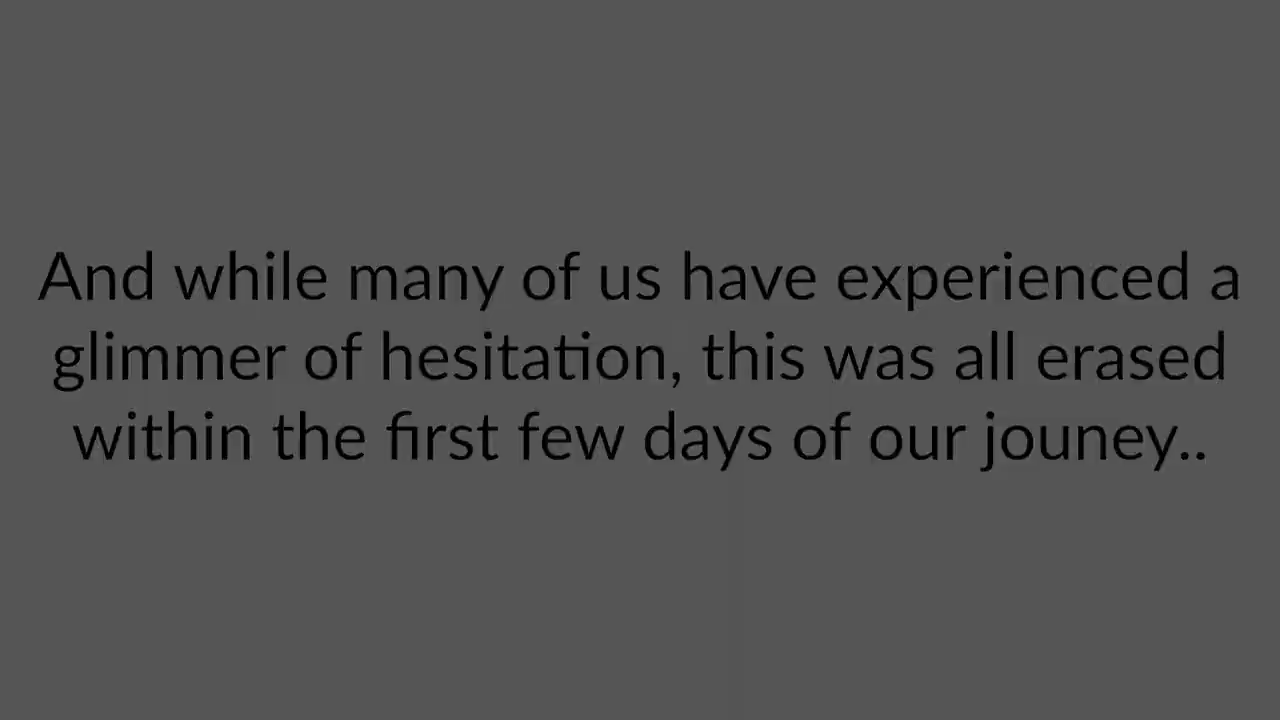 And while many of us have experienced a
glimmer of hesitation, this was all erased
within the first few days of our jouney..